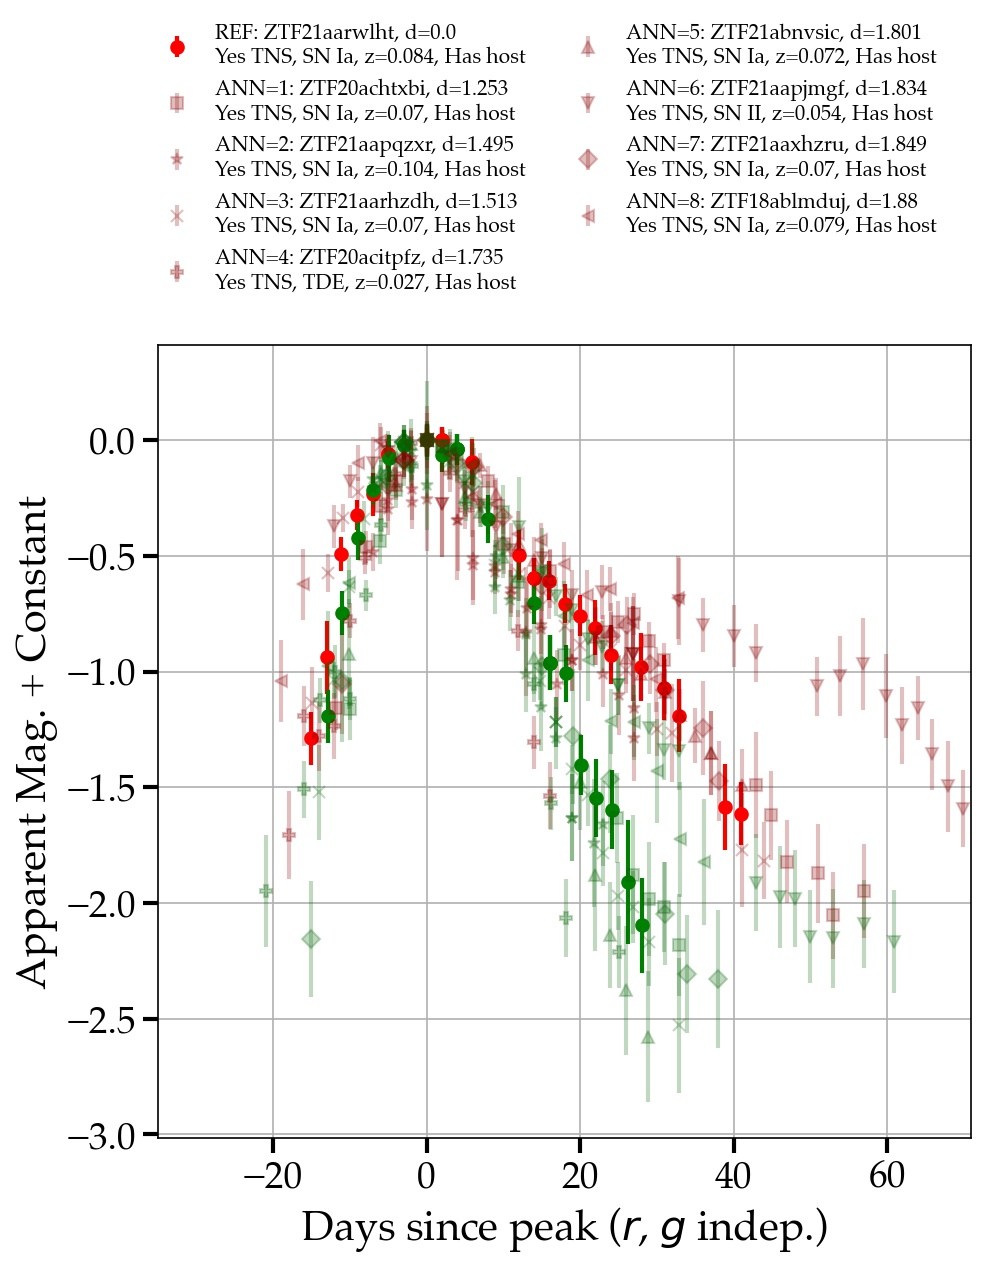 REF: ZTF21aarwlht, d=0.0
Yes TNS, SN Ia, z=0.084, Has host
ANN=1: ZTF20achtxbi, d=1.253
Yes TNS, SN Ia, z=0.07, Has host
ANN=2: ZTF21aapqzxr, d=1.495
Yes TNS, SN Ia, z=0.104, Has host
ANN=3: ZTF21aarhzdh, d=1.513
Yes TNS, SN Ia, z=0.07, Has host
ANN=4: ZTF20acitpfz, d=1.735
Yes TNS, TDE, z=0.027, Has host
ANN=5: ZTF21abnvsic, d=1.801
Yes TNS, SN Ia, z=0.072, Has host
ANN=6: ZTF21aapjmgf, d=1.834
Yes TNS, SN II, z=0.054, Has host
ANN=7: ZTF21aaxhzru, d=1.849
Yes TNS, SN Ia, z=0.07, Has host
ANN=8: ZTF18ablmduj, d=1.88
Yes TNS, SN Ia, z=0.079, Has host
Apparent Mag. + Constant
0.0
−0.5
−1.0
−1.5
−2.0
−2.5
−3.0
−20
0
20
40
60
Days since peak (r, g indep.)